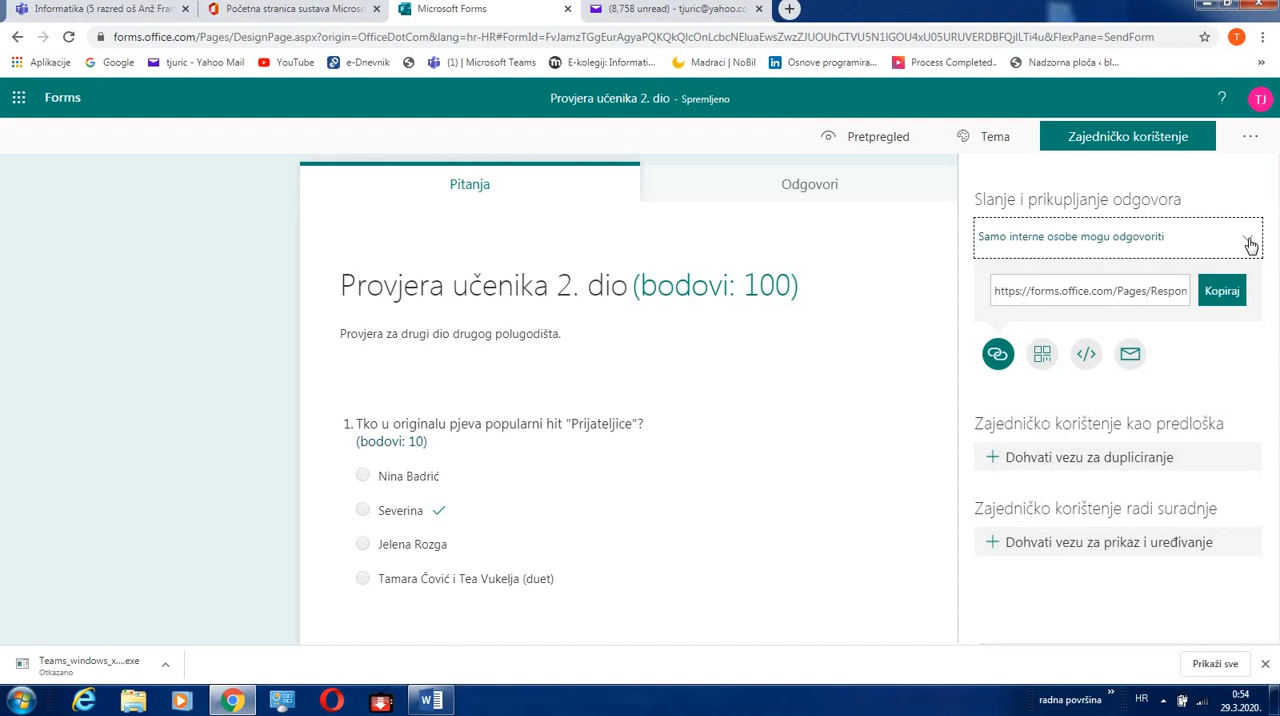 Informatika (5 razred oš Anž Fran
Početna stranica sustava Microsof
Microsoft Forms
(8,758 unread) - tjuric@yahoo.co
forms.office.com/Pages/DesignPage.aspx?origin=OfficeDotCom&lang=hr-HR#FormId=
&FlexPane=SendForm
T
Aplikacije
Google
tjuric - Yahoo Mail
YouTube
e-Dnevnik
(1) | Microsoft Teams
E-kolegij: Informati...
Madraci | NoBil
Osnove programira...
Process Completed..
Nadzorna ploča ‹ bl...
»
Forms
Provjera učenika 2. dio - Spremljeno
?
TJ
Pretpregled
Tema
Zajedničko korištenje
...
Pitanja
Odgovori
Slanje i prikupljanje odgovora
Samo interne osobe mogu odgovoriti
https://forms.office.com/Pages/Respon
Kopiraj
Provjera učenika 2. dio (bodovi: 100)
Provjera za drugi dio drugog polugodišta.
1. Tko u originalu pjeva popularni hit "Prijateljice"?
(bodovi: 10)
Nina Badrić
Severina
Jelena Rozga
Tamara Čović i Tea Vukelja (duet)
Zajedničko korištenje kao predloška
+ Dohvati vezu za dupliciranje
Zajedničko korištenje radi suradnje
+ Dohvati vezu za prikaz i uređivanje
Teams_windows_x....exe
Otkazano
Prikaži sve
radna površina
»
HR
0:54
29.3.2020.